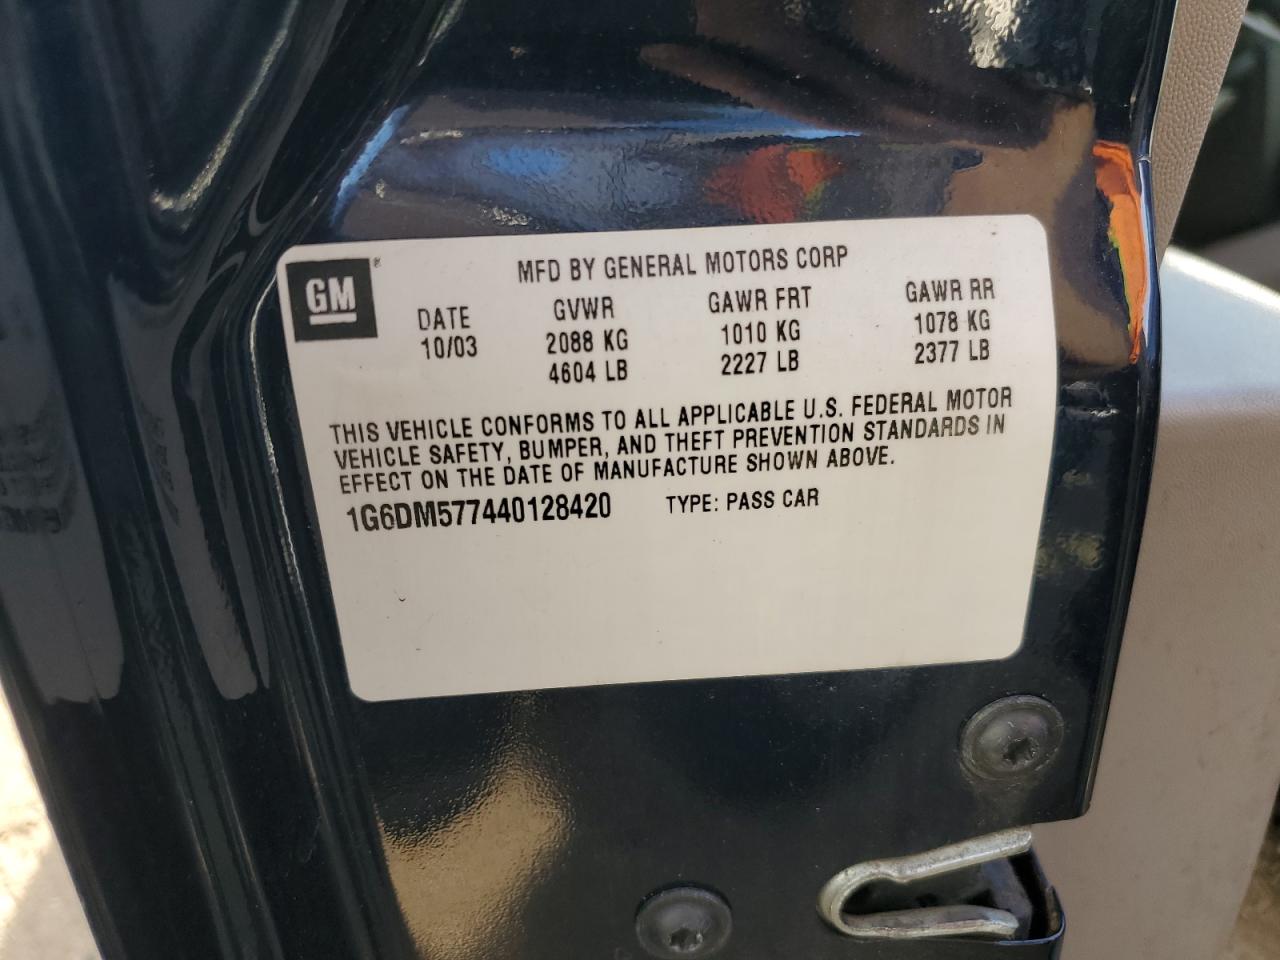 GM®
MFD BY GENERAL MOTORS CORP
DATE GVWR GAWR FRT GAWR RR
10/03 2088 KG 1010 KG 1078 KG
4604 LB 2227 LB 2377 LB
THIS VEHICLE CONFORMS TO ALL APPLICABLE U.S. FEDERAL MOTOR
VEHICLE SAFETY, BUMPER, AND THEFT PREVENTION STANDARDS IN
EFFECT ON THE DATE OF MANUFACTURE SHOWN ABOVE.
1G6DM577440128420 TYPE: PASS CAR